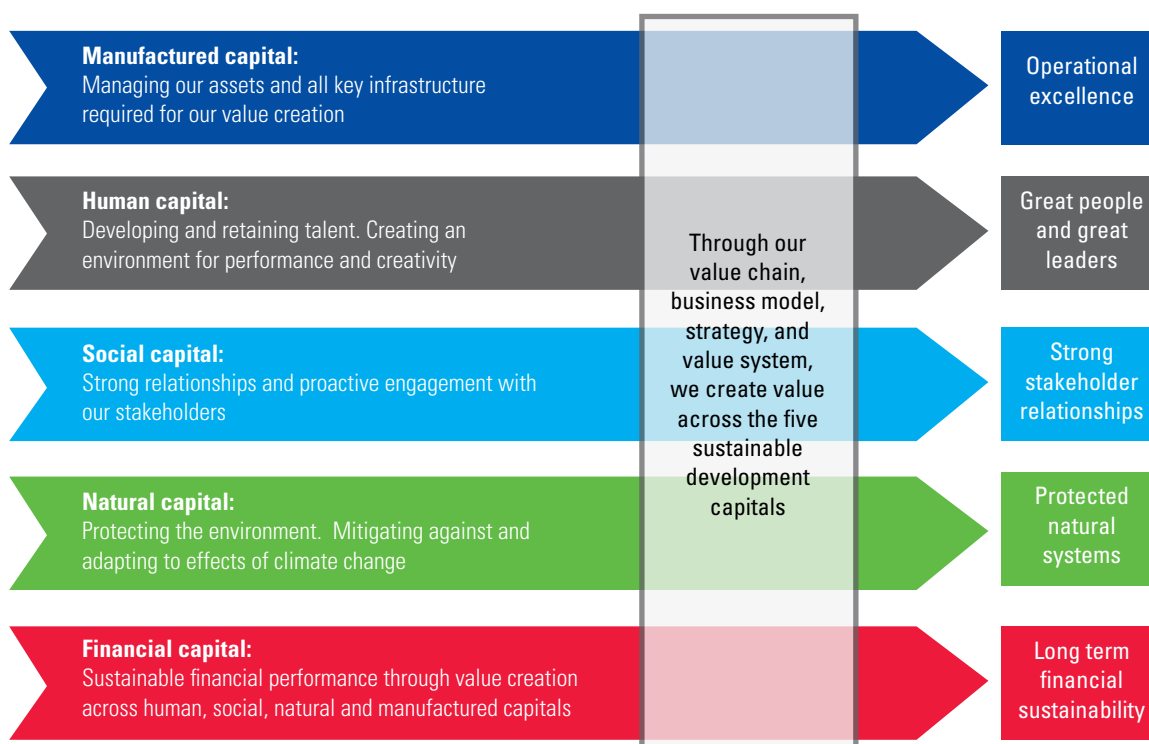 Manufactured capital:
Managing our assets and all key infrastructure
required for our value creation
Operational
excellence
Human capital:
Developing and retaining talent. Creating an
environment for performance and creativity
Great people
and great
leaders
Through our
value chain,
business model,
strategy, and
value system,
we create value
across the five
sustainable
development
capitals
Social capital:
Strong relationships and proactive engagement with
our stakeholders
Strong
stakeholder
relationships
Natural capital:
Protecting the environment.  Mitigating against and
adapting to effects of climate change
Protected
natural
systems
Financial capital:
Sustainable financial performance through value creation
across human, social, natural and manufactured capitals
Long term
financial
sustainability